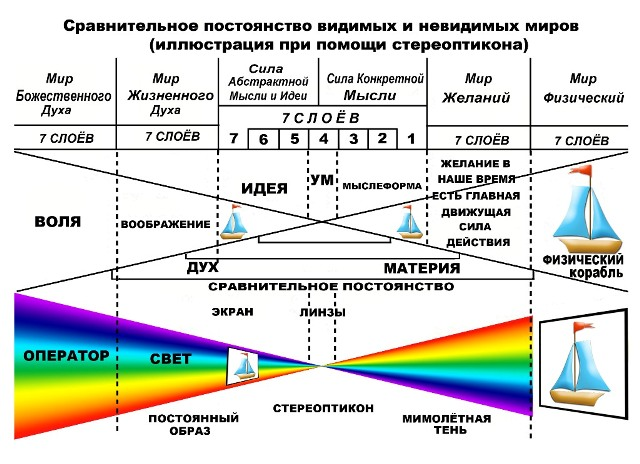 Сравнительное постоянство видимых и невидимых миров
(иллюстрация при помощи стереоптикона)
Мир
Божественного
Духа
Мир
Жизненного
Духа
Сила
Абстрактной
Мысли и Идеи
Сила Конкретной
Мысли
Мир
Желаний
Мир
Физический
7 СЛОЁВ
7 СЛОЁВ
7 СЛОЁВ
7 6 5 4 3 2 1
7 СЛОЁВ
7 СЛОЁВ
ВОЛЯ
ВООБРАЖЕНИЕ
ИДЕЯ
УМ
МЫСЛЕФОРМА
ЖЕЛАНИЕ В
НАШЕ ВРЕМЯ
ЕСТЬ ГЛАВНАЯ
ДВИЖУЩАЯ
СИЛА
ДЕЙСТВИЯ
ФИЗИЧЕСКИЙ
корабль
ДУХ
МАТЕРИЯ
СРАВНИТЕЛЬНОЕ ПОСТОЯНСТВО
ЭКРАН
ЛИНЗЫ
ОПЕРАТОР
СВЕТ
ПОСТОЯННЫЙ
ОБРАЗ
СТЕРЕОПТИКОН
МИМОЛЁТНАЯ
ТЕНЬ